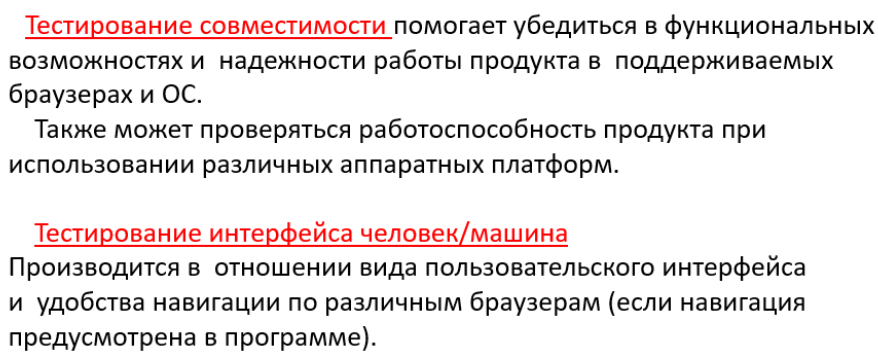 Тестирование совместимости помогает убедиться в функциональных
возможностях и надежности работы продукта в поддерживаемых
браузерах и ОС.
Также может проверяться работоспособность продукта при
использовании различных аппаратных платформ.
Тестирование интерфейса человек/машина
Производится в отношении вида пользовательского интерфейса
и удобства навигации по различным браузерам (если навигация
предусмотрена в программе).